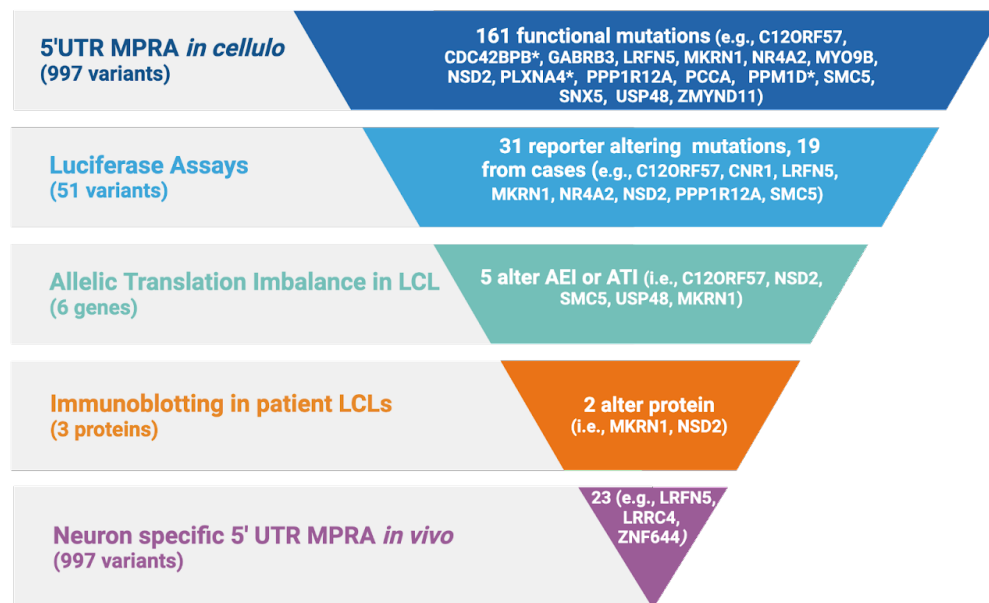 5'UTR MPRA in cellulo
(997 variants)
161 functional mutations (e.g., C12ORF57,
CDC42BPB*, GABRB3, LRFN5, MKRN1, NR4A2, MYO9B,
NSD2, PLXNA4*, PPP1R12A, PCCA, PPM1D*, SMC5,
SNX5, USP48, ZMYND11)
Luciferase Assays
(51 variants)
31 reporter altering mutations, 19
from cases (e.g., C12ORF57, CNR1, LRFN5,
MKRN1, NR4A2, NSD2, PPP1R12A, SMC5)
Allelic Translation Imbalance in LCL
(6 genes)
5 alter AEI or ATI (i.e., C12ORF57, NSD2,
SMC5, USP48, MKRN1)
Immunoblotting in patient LCLs
(3 proteins)
2 alter protein
(i.e., MKRN1, NSD2)
Neuron specific 5' UTR MPRA in vivo
(997 variants)
23 (e.g., LRFN5,
LRRC4,
ZNF644)